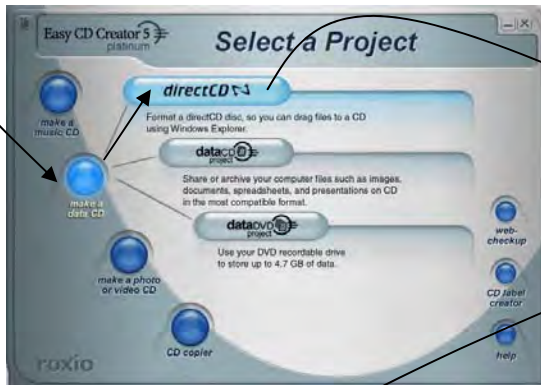 Easy CD Creator 5
platinum
Select a Project
make a
music CD
directCD
Format a directCD disc, so you can drag files to a CD
using Windows Explorer.
make a
data CD
datacd
project
Share or archive your computer files such as images,
documents, spreadsheets, and presentations on CD
in the most compatible format.
dataDVD
project
Use your DVD recordable drive
to store up to 4.7 GB of data.
make a photo
or video CD
CD copier
web-
checkup
CD label
creator
help
roxio